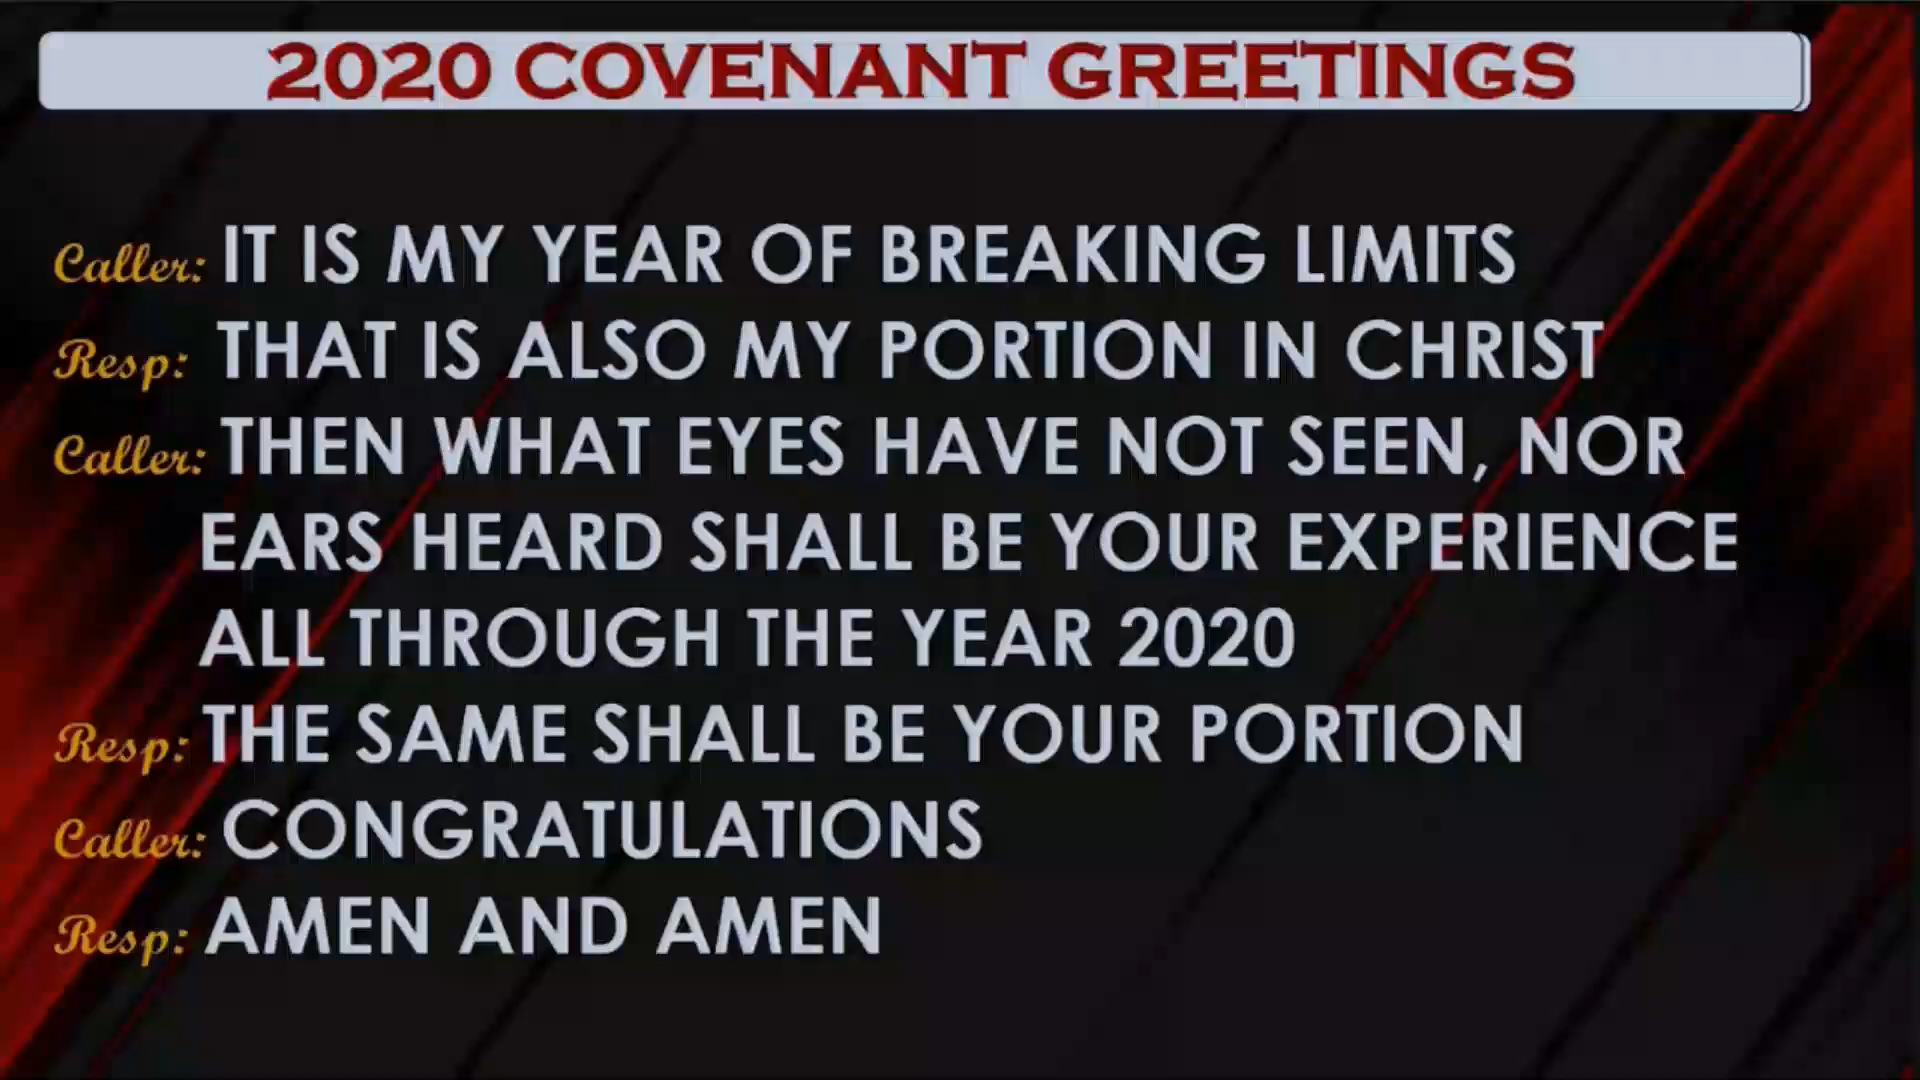 2020 COVENANT GREETINGS
Caller: IT IS MY YEAR OF BREAKING LIMITS
Resp: THAT IS ALSO MY PORTION IN CHRIST
Caller: THEN WHAT EYES HAVE NOT SEEN, NOR
EARS HEARD SHALL BE YOUR EXPERIENCE
ALL THROUGH THE YEAR 2020
Resp: THE SAME SHALL BE YOUR PORTION
Caller: CONGRATULATIONS
Resp: AMEN AND AMEN